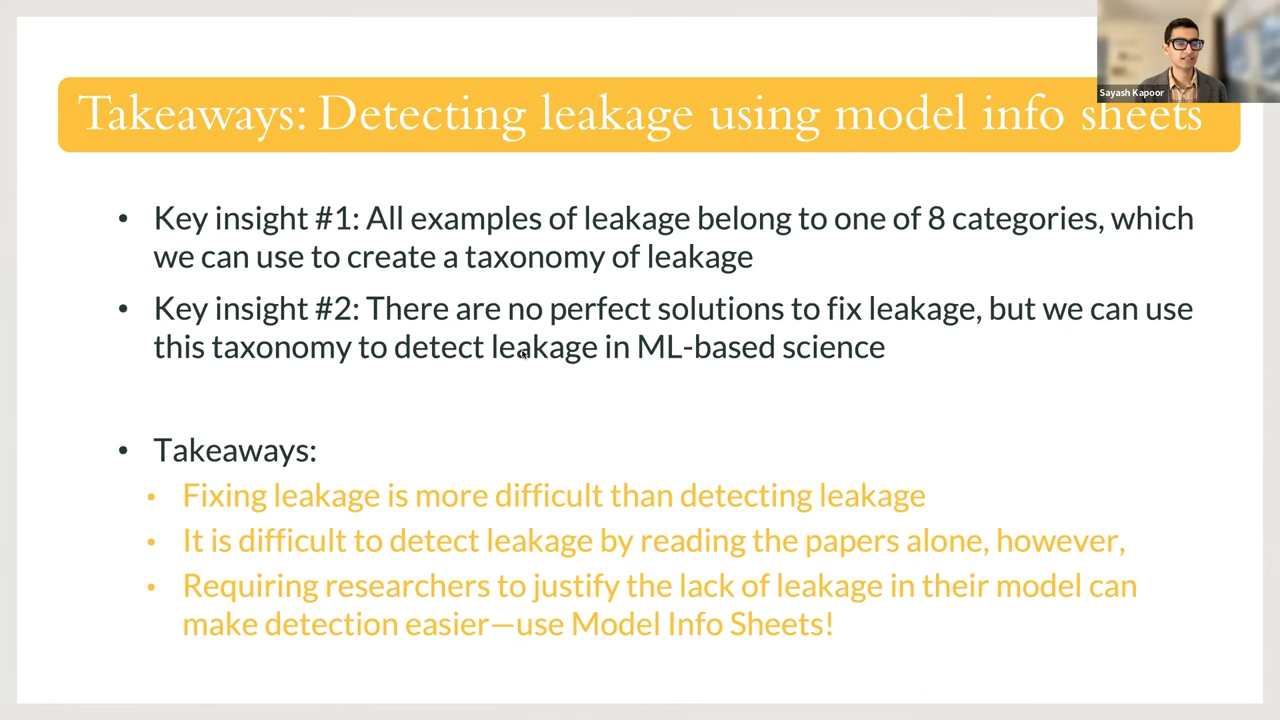 Sayash Kapoor
Takeaways: Detecting leakage using model info sheets
• Key insight #1: All examples of leakage belong to one of 8 categories, which
we can use to create a taxonomy of leakage
• Key insight #2: There are no perfect solutions to fix leakage, but we can use
this taxonomy to detect leakage in ML-based science
• Takeaways:
• Fixing leakage is more difficult than detecting leakage
• It is difficult to detect leakage by reading the papers alone, however,
• Requiring researchers to justify the lack of leakage in their model can
make detection easier—use Model Info Sheets!